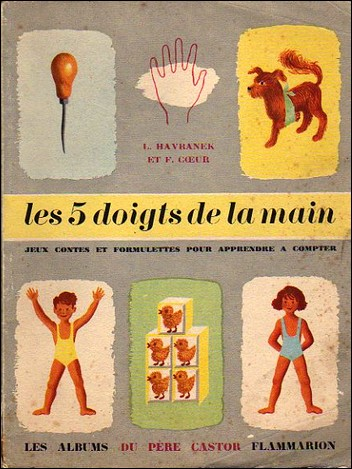 L. HAVRANEK
ET F. CŒUR
les 5 doigts de la main
JEUX CONTES ET FORMULETTES POUR APPRENDRE A COMPTER
LES ALBUMS DU PÈRE CASTOR FLAMMARION